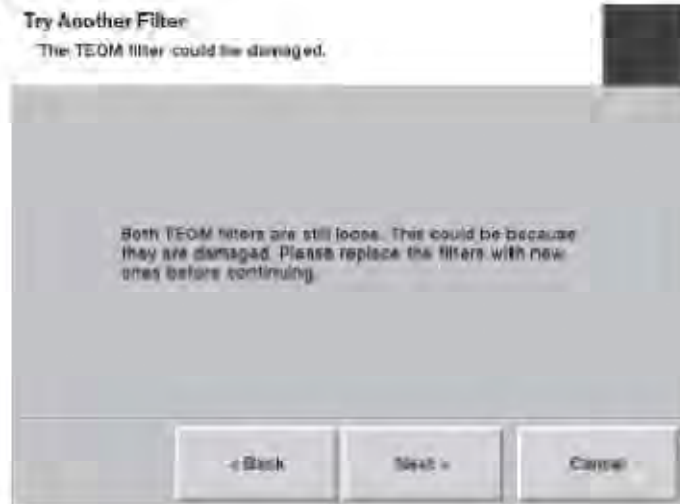 Try Another Filter
The TEOM filter could be damaged.
Both TEOM filters are still loose. This could be because
they are damaged. Please replace the filters with new
ones before continuing.
< Back
Next >
Cancel